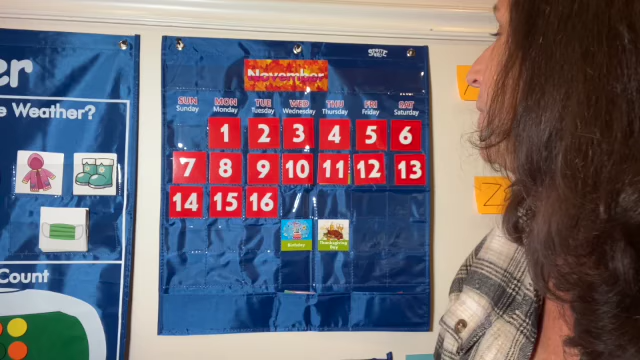 er
e Weather?
Count
November
SUN MON TUE WED THU FRI SAT
Sunday Monday Tuesday Wednesday Thursday Friday Saturday
1 2 3 4 5 6
7 8 9 10 11 12 13
14 15 16
Birthday
Thanksgiving
Day